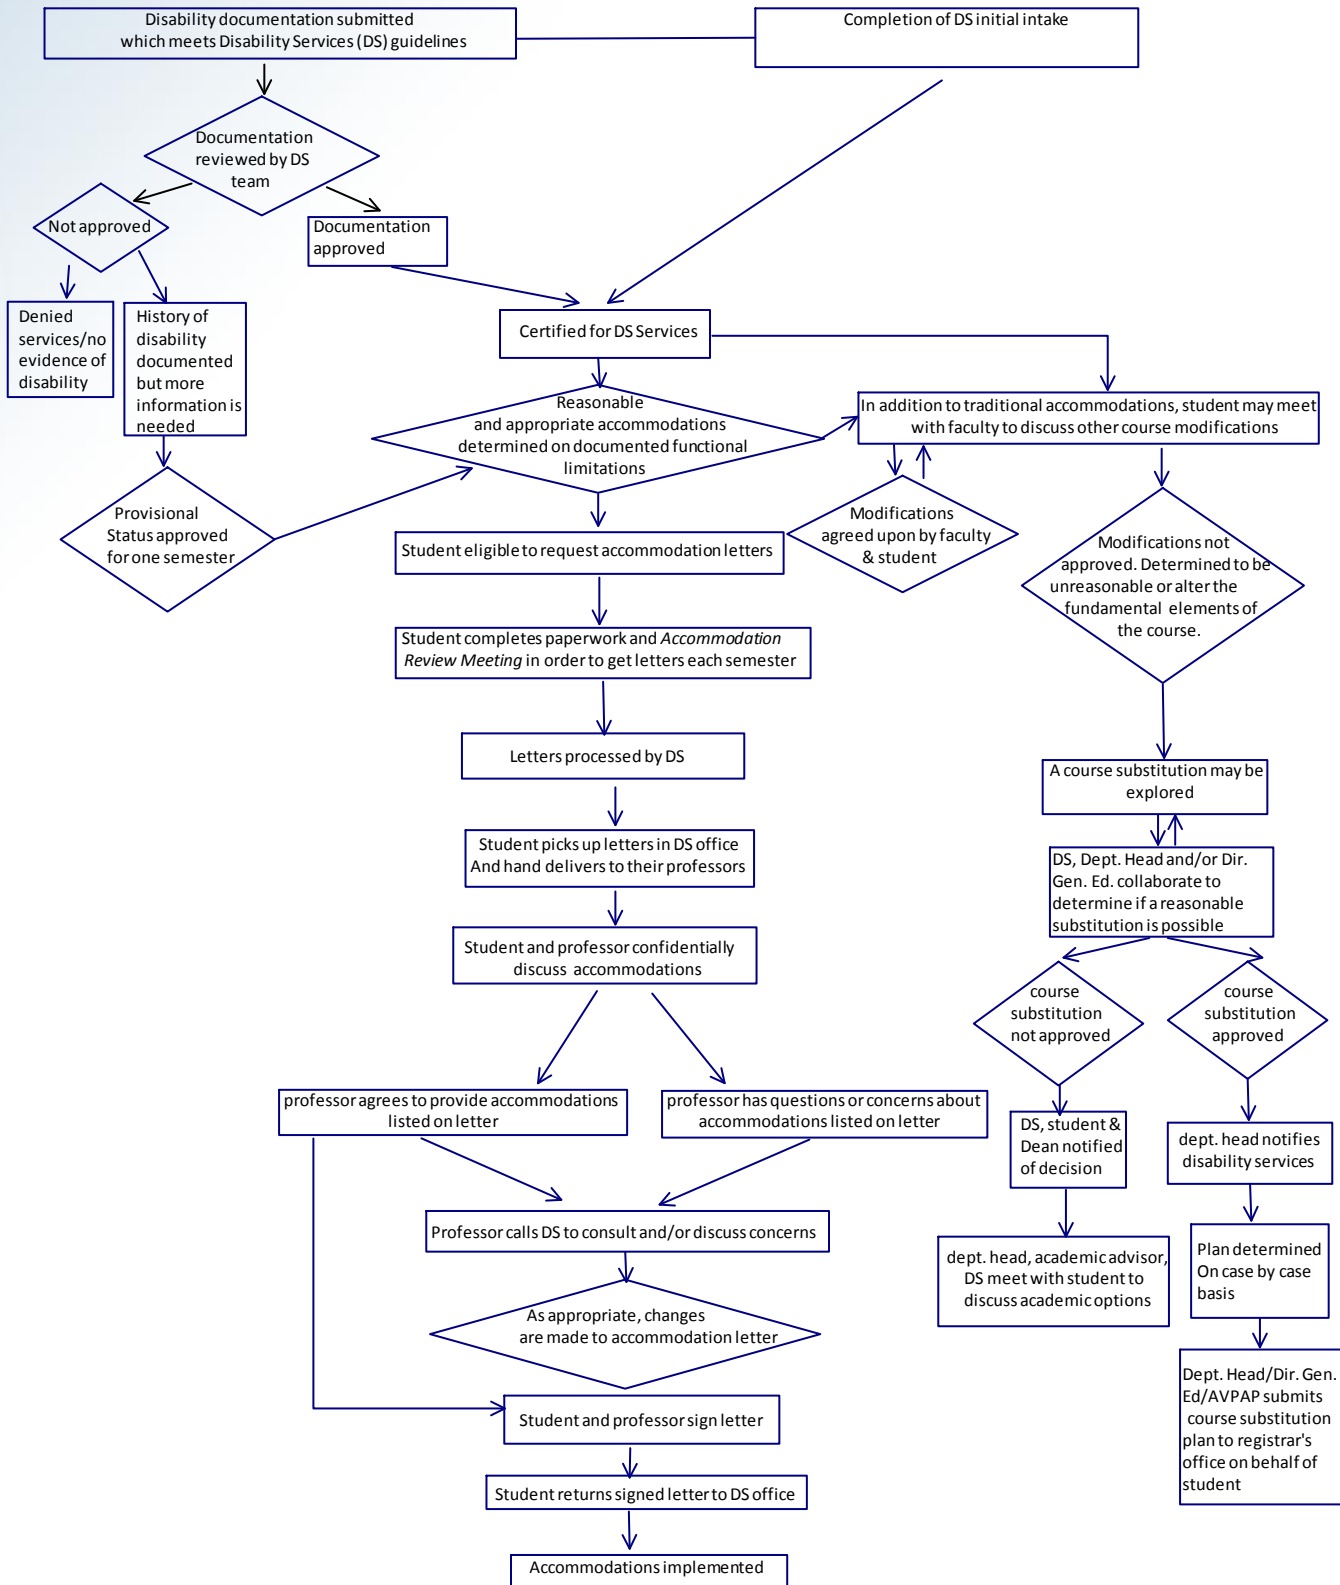 Disability documentation submitted
which meets Disability Services (DS) guidelines
Completion of DS initial intake
Documentation
reviewed by DS
team
Not approved
Documentation
approved
Denied
services/no
evidence of
disability
History of
disability
documented
but more
information is
needed
Certified for DS Services
Reasonable
and appropriate accommodations
determined on documented functional
limitations
In addition to traditional accommodations, student may meet
with faculty to discuss other course modifications
Provisional
Status approved
for one semester
Modifications
agreed upon by faculty
& student
Modifications not
approved. Determined to be
unreasonable or alter the
fundamental elements of
the course.
Student eligible to request accommodation letters
Student completes paperwork and Accommodation
Review Meeting in order to get letters each semester
Letters processed by DS
A course substitution may be
explored
Student picks up letters in DS office
And hand delivers to their professors
DS, Dept. Head and/or Dir.
Gen. Ed. collaborate to
determine if a reasonable
substitution is possible
Student and professor confidentially
discuss accommodations
course
substitution
not approved
course
substitution
approved
professor agrees to provide accommodations
listed on letter
professor has questions or concerns about
accommodations listed on letter
DS, student &
Dean notified
of decision
dept. head notifies
disability services
Professor calls DS to consult and/or discuss concerns
dept. head, academic advisor,
DS meet with student to
discuss academic options
Plan determined
On case by case
basis
As appropriate, changes
are made to accommodation letter
Dept. Head/Dir. Gen.
Ed/AVPAP submits
course substitution
plan to registrar's
office on behalf of
student
Student and professor sign letter
Student returns signed letter to DS office
Accommodations implemented